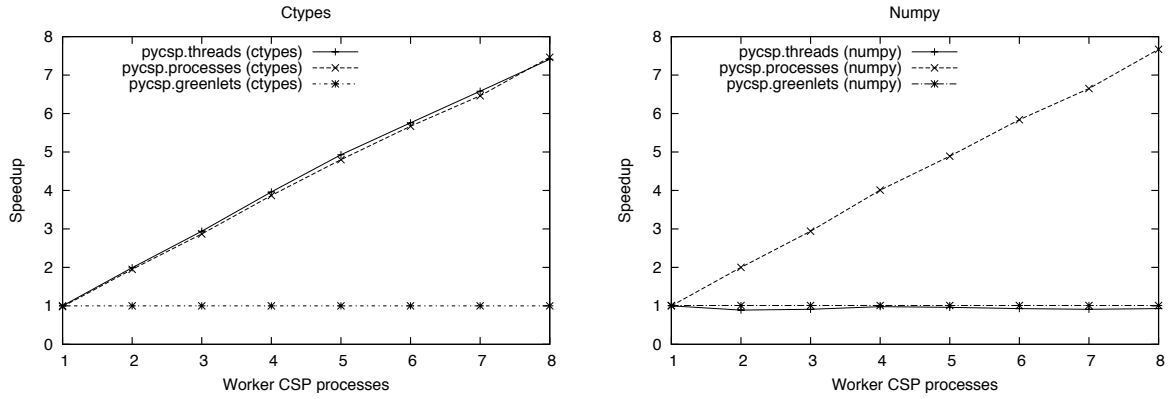 Ctypes
pycsp.threads (ctypes)
pycsp.processes (ctypes)
pycsp.greenlets (ctypes)
8
7
6
5
4
3
2
1
0
Speedup
1 2 3 4 5 6 7 8
Worker CSP processes
Numpy
pycsp.threads (numpy)
pycsp.processes (numpy)
pycsp.greenlets (numpy)
8
7
6
5
4
3
2
1
0
Speedup
1 2 3 4 5 6 7 8
Worker CSP processes